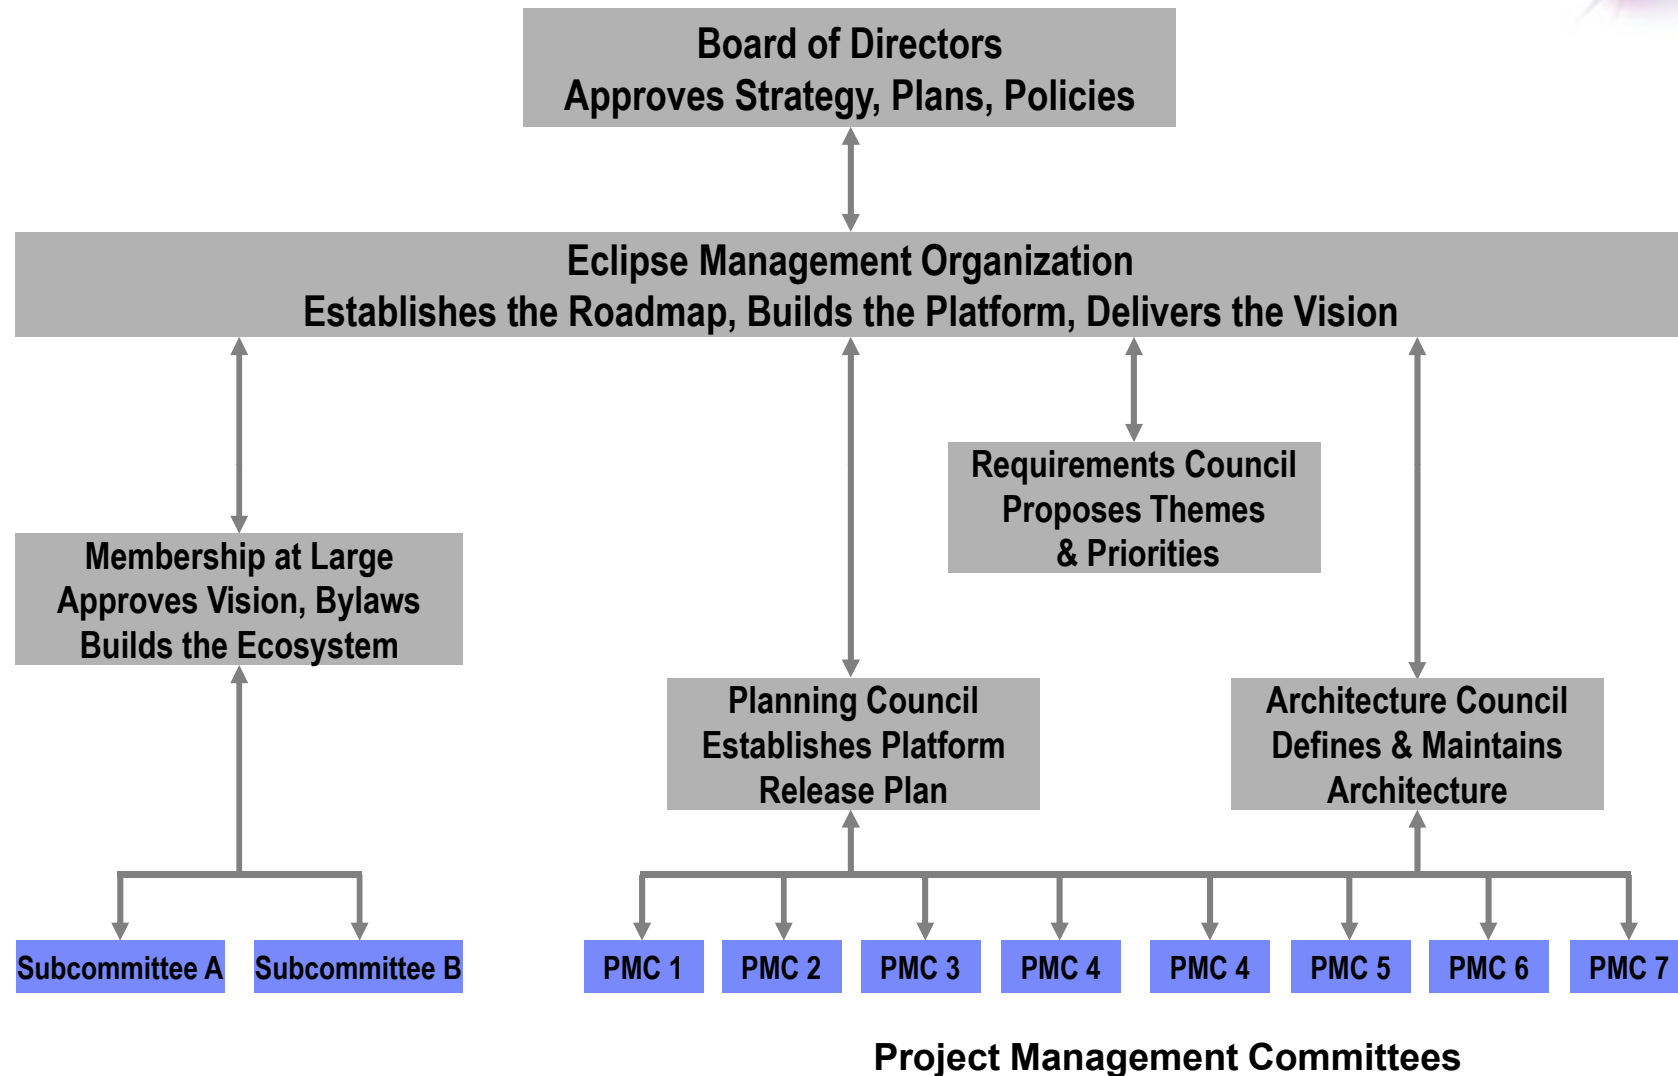 Board of Directors
Approves Strategy, Plans, Policies
Eclipse Management Organization
Establishes the Roadmap, Builds the Platform, Delivers the Vision
Requirements Council
Proposes Themes
& Priorities
Membership at Large
Approves Vision, Bylaws
Builds the Ecosystem
Planning Council
Establishes Platform
Release Plan
Architecture Council
Defines & Maintains
Architecture
Subcommittee A
Subcommittee B
PMC 1
PMC 2
PMC 3
PMC 4
PMC 4
PMC 5
PMC 6
PMC 7
Project Management Committees